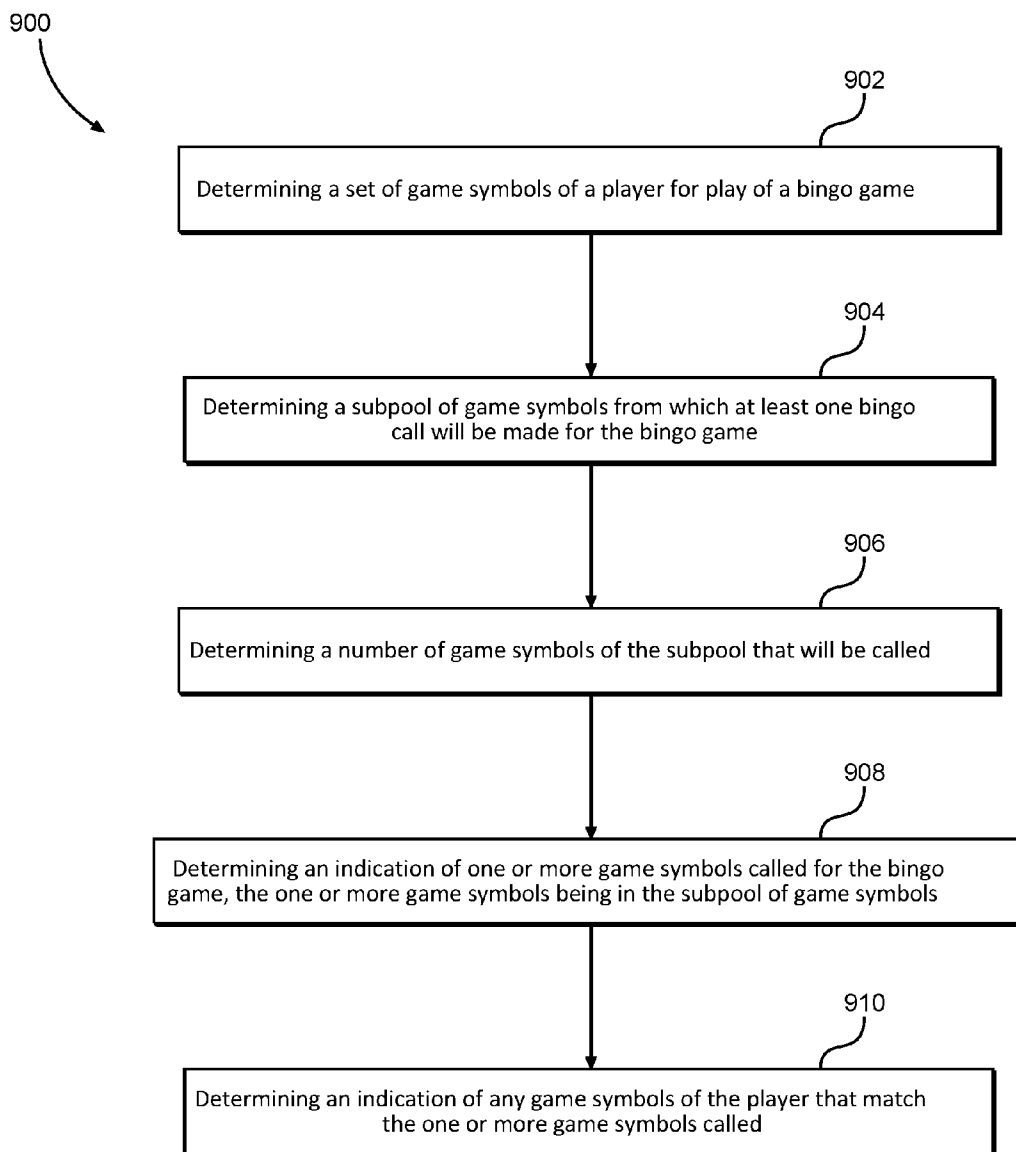 900
902
Determining a set of game symbols of a player for play of a bingo game
904
Determining a subpool of game symbols from which at least one bingo
call will be made for the bingo game
906
Determining a number of game symbols of the subpool that will be called
908
Determining an indication of one or more game symbols called for the bingo
game, the one or more game symbols being in the subpool of game symbols
910
Determining an indication of any game symbols of the player that match
the one or more game symbols called